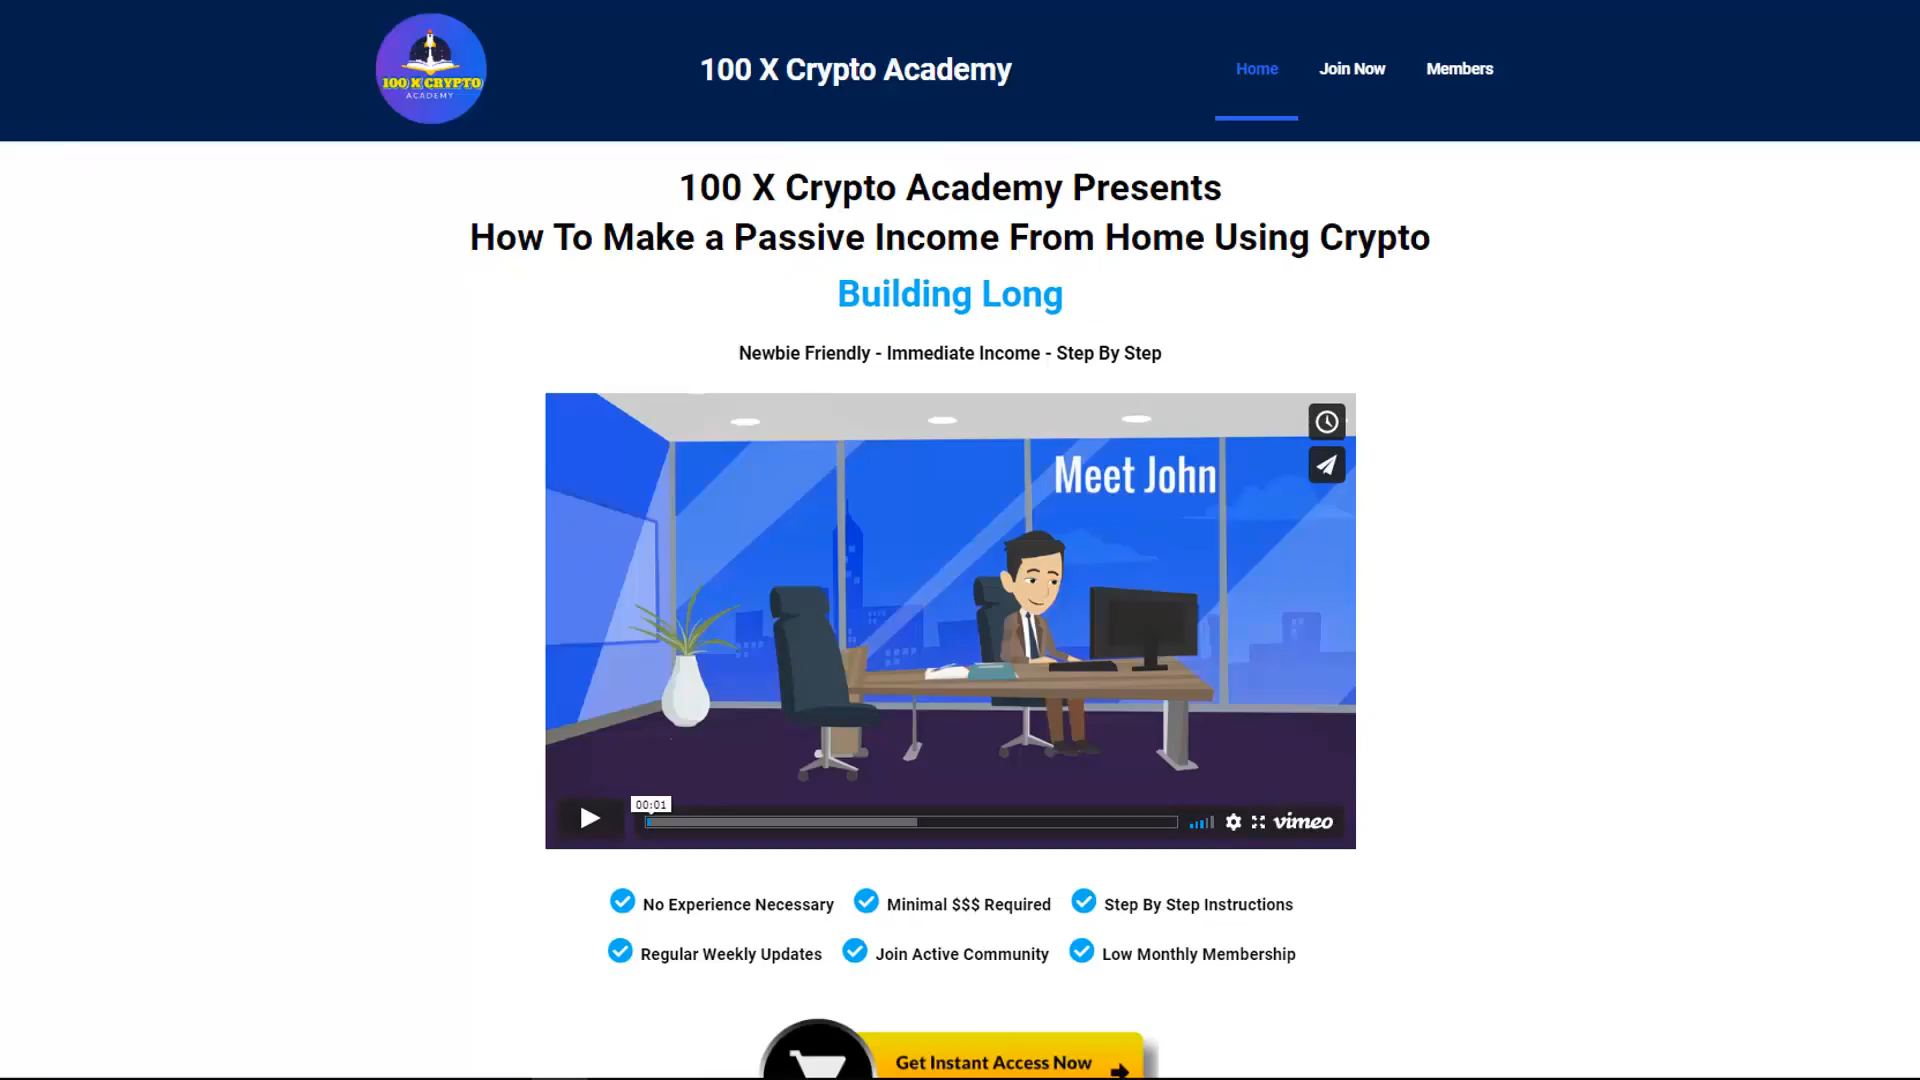 100 X CRYPTO
ACADEMY
100 X Crypto Academy
Home
Join Now
Members
100 X Crypto Academy Presents
How To Make a Passive Income From Home Using Crypto
Building Long
Newbie Friendly - Immediate Income - Step By Step
Meet John
00:01
vimeo
No Experience Necessary
Minimal $$$ Required
Step By Step Instructions
Regular Weekly Updates
Join Active Community
Low Monthly Membership
Get Instant Access Now